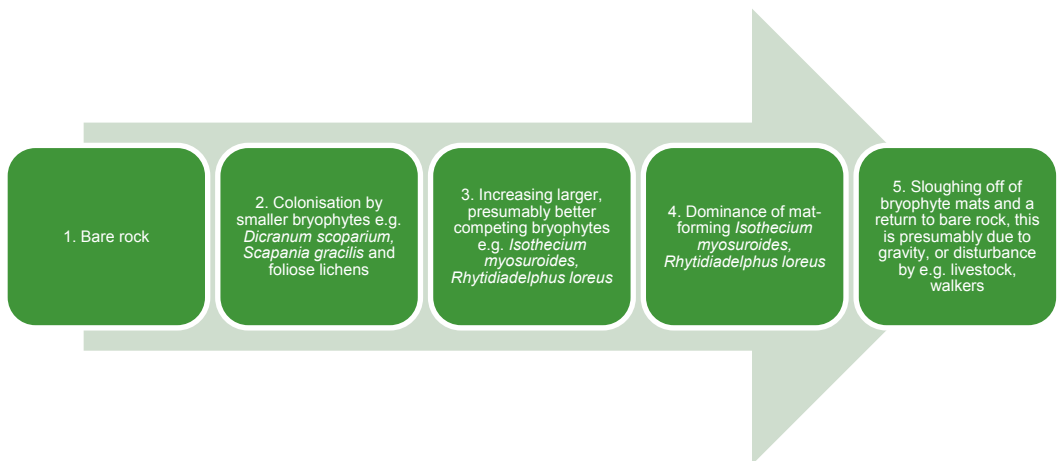 1. Bare rock
2. Colonisation by
smaller bryophytes e.g.
Dicranum scoparium,
Scapania gracilis and
foliose lichens
3. Increasing larger,
presumably better
competing bryophytes
e.g. Isothecium
myosuroides,
Rhytidiadelphus loreus
4. Dominance of mat-
forming Isothecium
myosuroides,
Rhytidiadelphus loreus
5. Sloughing off of
bryophyte mats and a
return to bare rock, this
is presumably due to
gravity, or disturbance
by e.g. livestock,
walkers